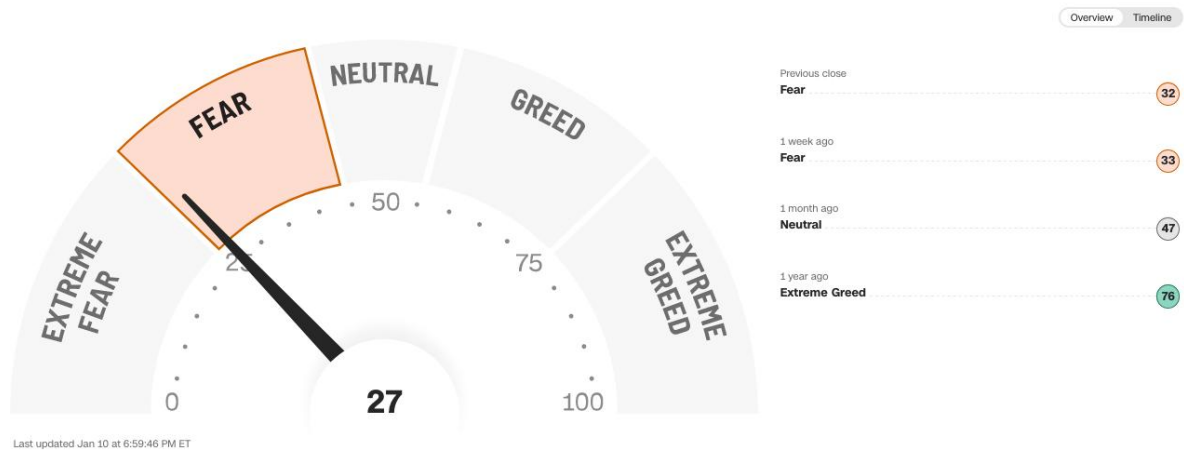 Overview Timeline
EXTREME
FEAR
FEAR
NEUTRAL
GREED
EXTREME
GREED
0
25
50
75
100
27
Last updated Jan 10 at 6:59:46 PM ET
Previous close
Fear 32
1 week ago
Fear 33
1 month ago
Neutral 47
1 year ago
Extreme Greed 76